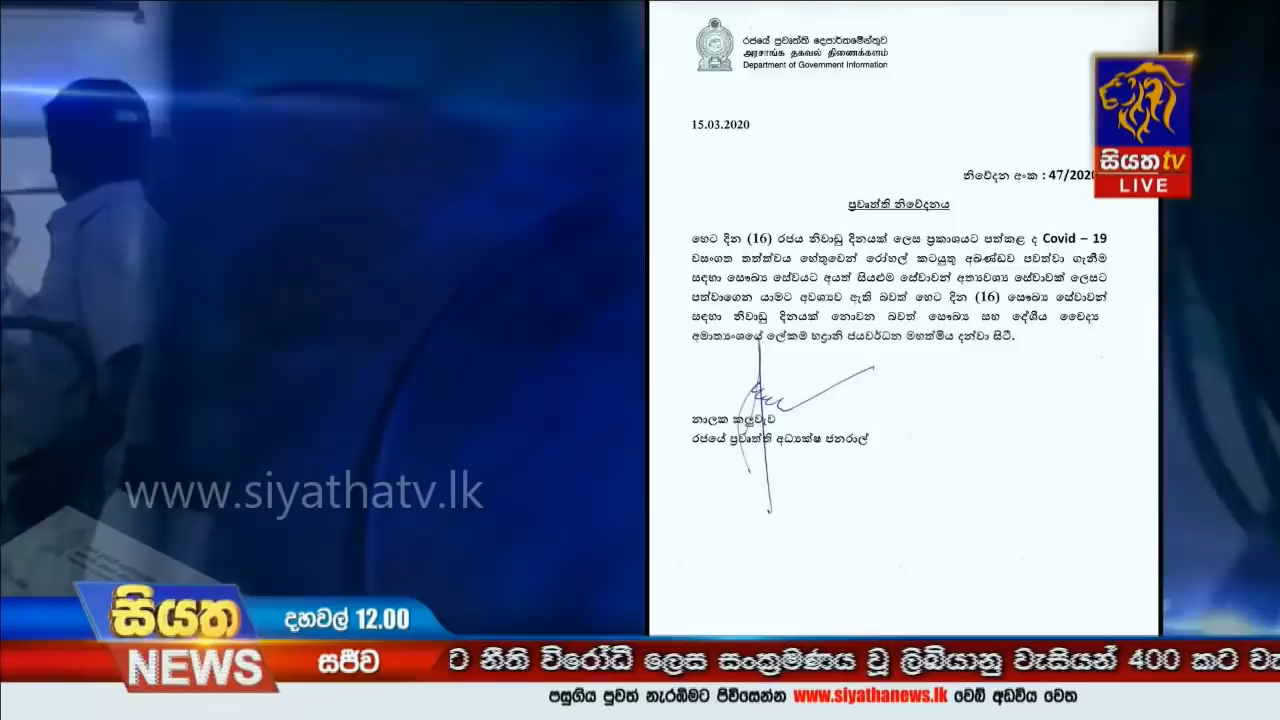 රජයේ ප්‍රවෘත්ති දෙපාර්තමේන්තුව
அரசாங்க தகவல் திணைக்களம்
Department of Government Information
15.03.2020
නිවේදන අංක : 47/2020
ප්‍රවෘත්ති නිවේදනය
හෙට දින (16) රජය නිවාඩු දිනයක් ලෙස ප්‍රකාශයට පත්කළ ද Covid – 19
වසංගත තත්ත්වය හේතුවෙන් රෝහල් කටයුතු අඛණ්ඩව පවත්වා ගැනීම
සඳහා සෞඛ්‍ය සේවයට අයත් සියළුම සේවාවන් අත්‍යවශ්‍ය සේවාවක් ලෙසට
පත්වාගෙන යාමට අවශ්‍යව ඇති බවත් හෙට දින (16) සෞඛ්‍ය සේවාවන්
සඳහා නිවාඩු දිනයක් නොවන බවත් සෞඛ්‍ය සහ දේශීය වෛද්‍ය
අමාත්‍යංශයේ ලේකම් භද්‍රානි ජයවර්ධන මහත්මිය දන්වා සිටී.
නාලක කලුවැව
රජයේ ප්‍රවෘත්ති අධ්‍යක්ෂ ජනරාල්
සියත tv
LIVE
www.siyathatv.lk
සියත
NEWS
දහවල් 12.00
සජීව
ට නීති විරෝධී ලෙස සංක්‍රමණය වූ ලිබියානු වැසියන් 400 කට ව
පසුගිය පුවත් නැරඹීමට පිවිසෙන්න www.siyathanews.lk වෙබ් අඩවිය වෙත